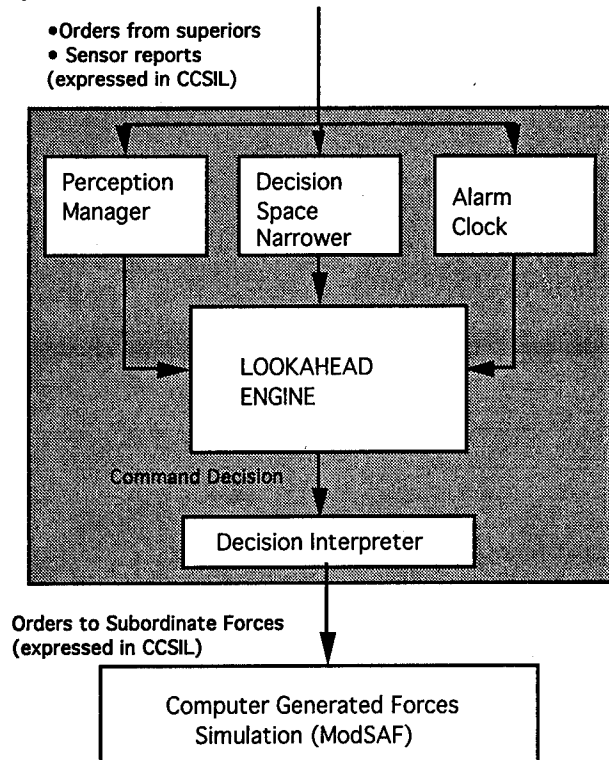 •Orders from superiors
• Sensor reports
(expressed in CCSIL)
Perception
Manager
Decision
Space
Narrower
Alarm
Clock
LOOKAHEAD
ENGINE
Command Decision
Decision Interpreter
Orders to Subordinate Forces
(expressed in CCSIL)
Computer Generated Forces
Simulation (ModSAF)